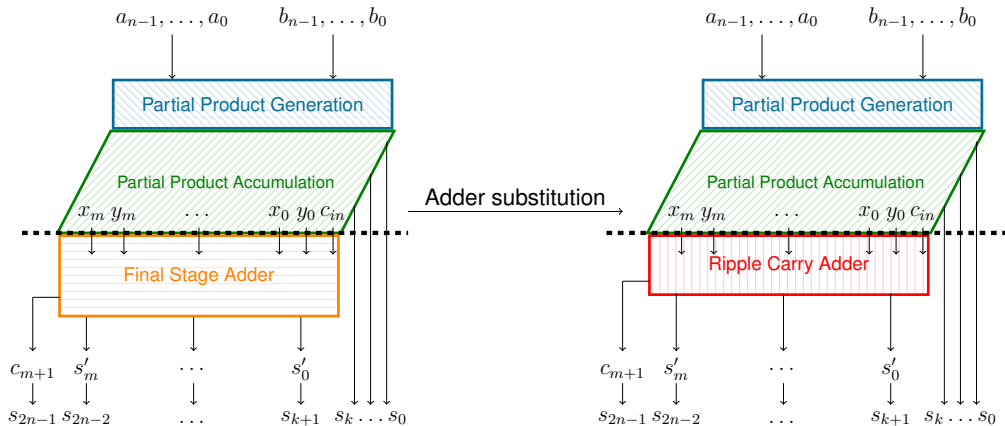 a_{n-1}, . . . , a_0 b_{n-1}, . . . , b_0
Partial Product Generation
Partial Product Accumulation
x_m y_m . . . x_0 y_0 c_{in}
Final Stage Adder
c_{m+1} s'_m . . . s'_0
s_{2n-1} s_{2n-2} . . . s_{k+1} s_k . . . s_0
Adder substitution
a_{n-1}, . . . , a_0 b_{n-1}, . . . , b_0
Partial Product Generation
Partial Product Accumulation
x_m y_m . . . x_0 y_0 c_{in}
Ripple Carry Adder
c_{m+1} s'_m . . . s'_0
s_{2n-1} s_{2n-2} . . . s_{k+1} s_k . . . s_0